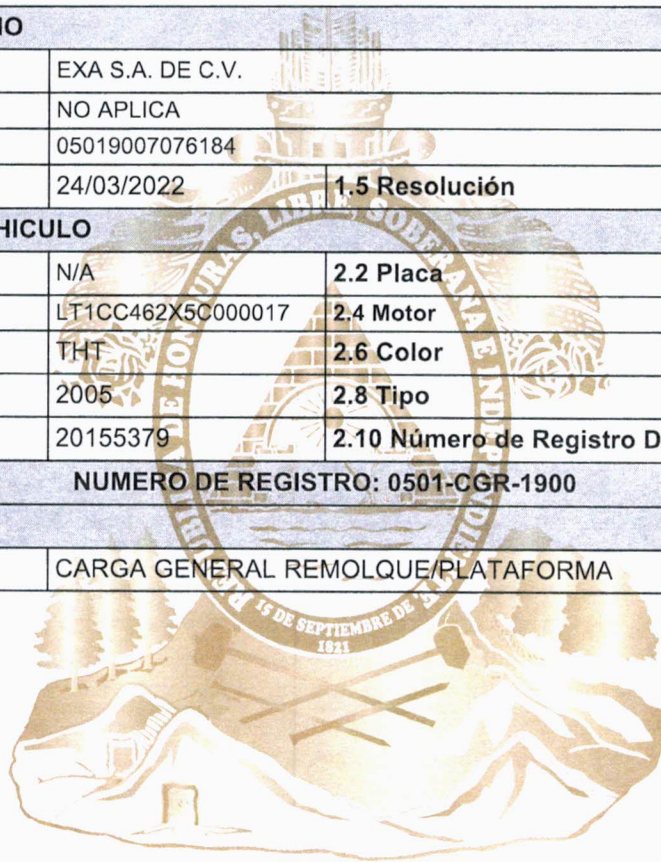 IO
EXA S.A. DE C.V.
NO APLICA
05019007076184
24/03/2022 1.5 Resolución
HICULO
N/A 2.2 Placa
LT1CC462X5C000017 2.4 Motor
THT 2.6 Color
2005 2.8 Tipo
20155379 2.10 Número de Registro D
NUMERO DE REGISTRO: 0501-CGR-1900
CARGA GENERAL REMOLQUE/PLATAFORMA
REPUBLICA DE HONDURAS, LIBRE, SOBERANA E INDEPENDIENTE
15 DE SEPTIEMBRE DE
1821